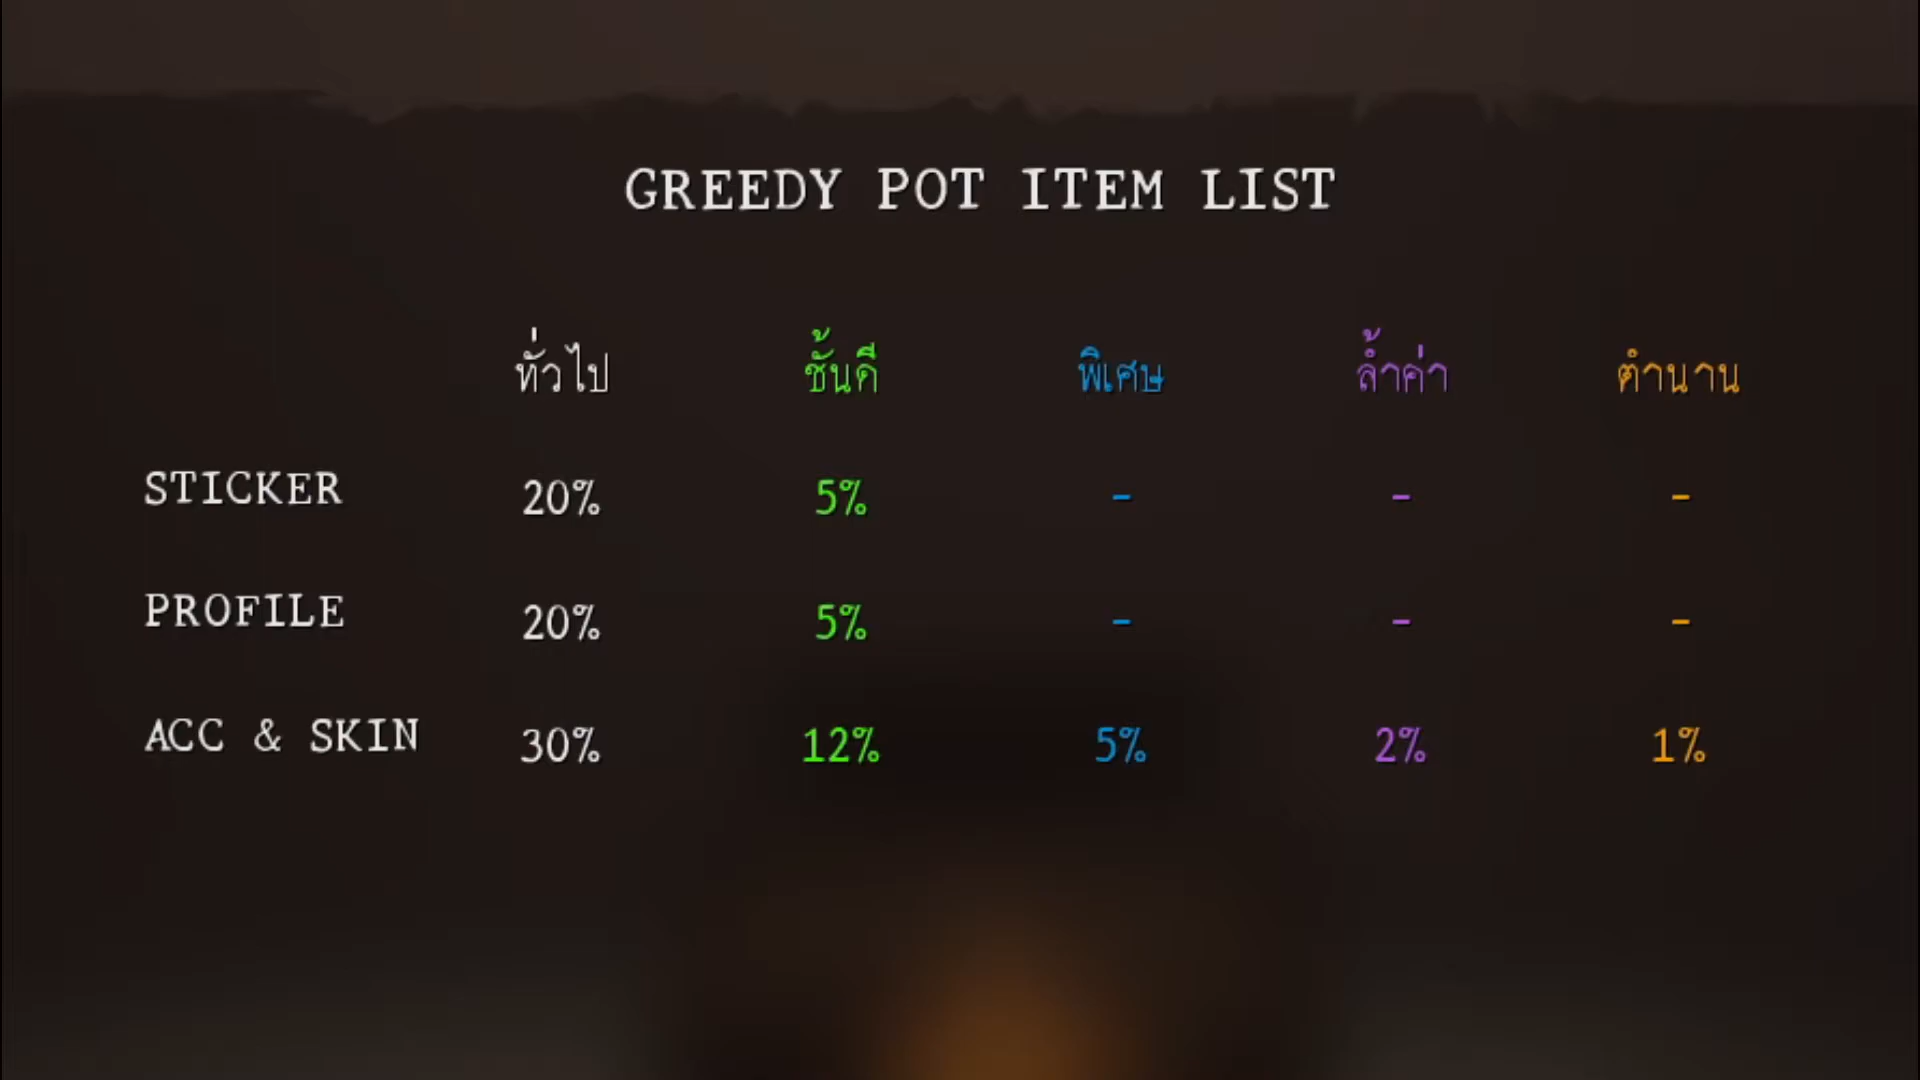 GREEDY POT ITEM LIST
ทั่วไป ชั้นดี พิเศษ ล้ำค่า ตำนาน
STICKER 20% 5% - - -
PROFILE 20% 5% - - -
ACC & SKIN 30% 12% 5% 2% 1%